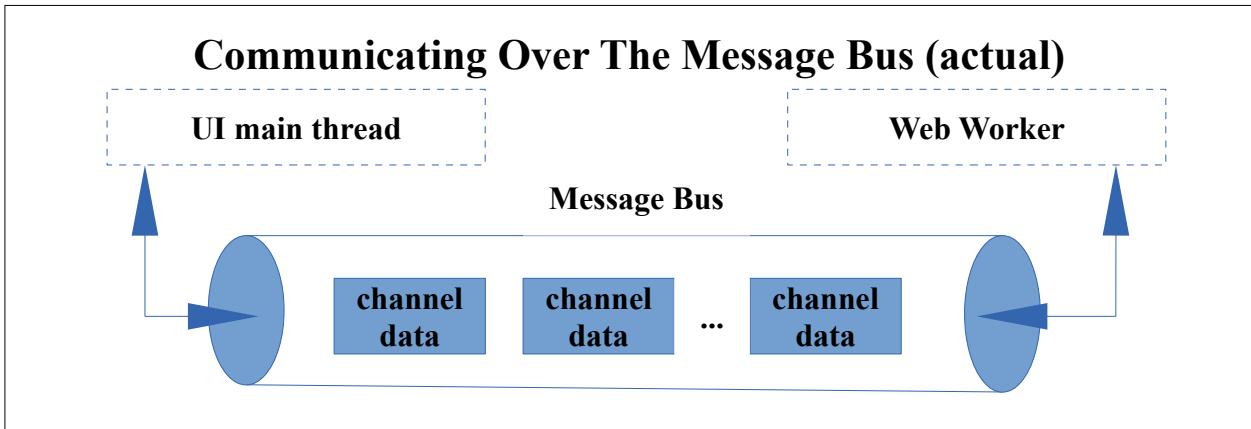 Communicating Over The Message Bus (actual)
UI main thread
Web Worker
Message Bus
channel
data
channel
data
...
channel
data